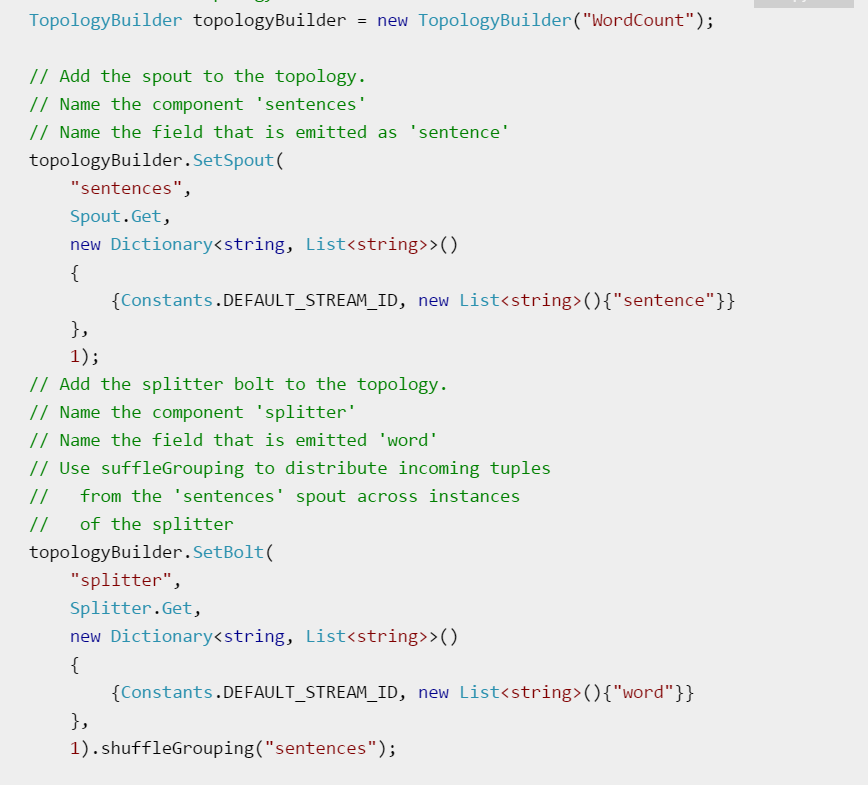 TopologyBuilder topologyBuilder = new TopologyBuilder("WordCount");
// Add the spout to the topology.
// Name the component 'sentences'
// Name the field that is emitted as 'sentence'
topologyBuilder.SetSpout(
"sentences",
Spout.Get,
new Dictionary<string, List<string>>()
{
{Constants.DEFAULT_STREAM_ID, new List<string>(){"sentence"}}
},
1);
// Add the splitter bolt to the topology.
// Name the component 'splitter'
// Name the field that is emitted 'word'
// Use suffleGrouping to distribute incoming tuples
//   from the 'sentences' spout across instances
//   of the splitter
topologyBuilder.SetBolt(
"splitter",
Splitter.Get,
new Dictionary<string, List<string>>()
{
{Constants.DEFAULT_STREAM_ID, new List<string>(){"word"}}
},
1).shuffleGrouping("sentences");